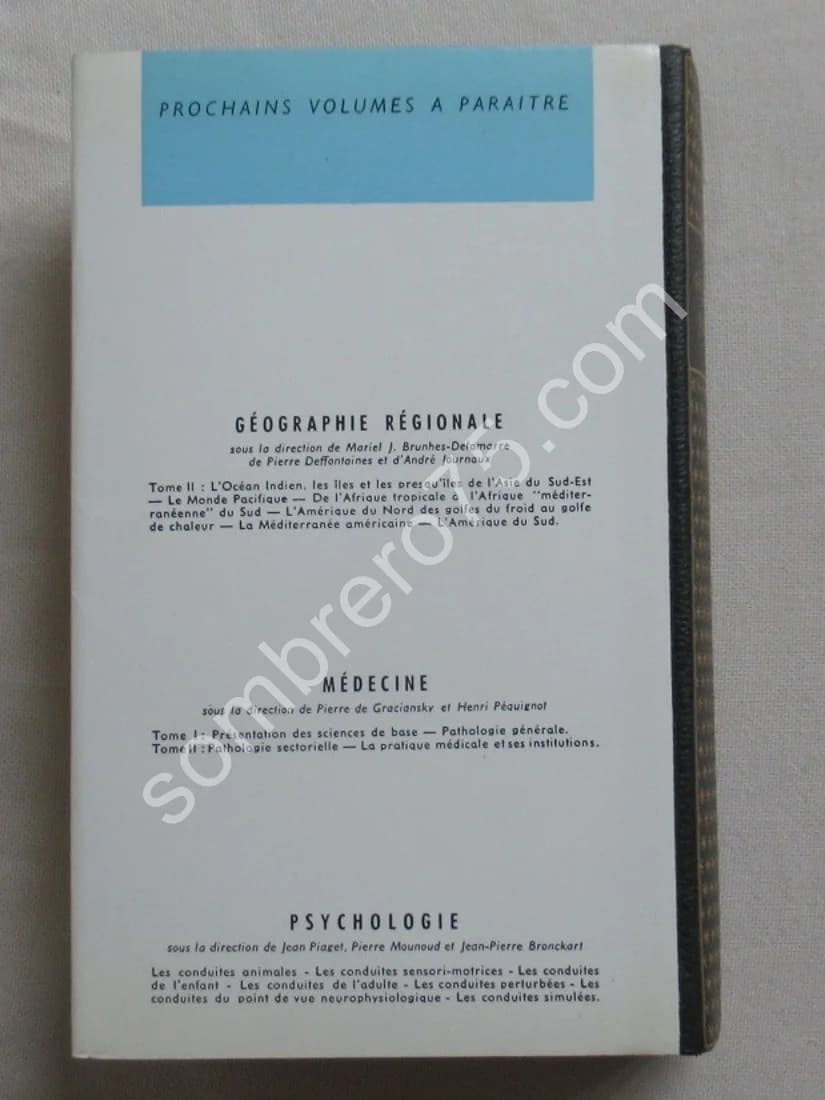 PROCHAINS VOLUMES A PARAITRE
GÉOGRAPHIE RÉGIONALE
sous la direction de Mariel J. Brunhes-Delamarre
de Pierre Deffontaines et d'André Journaux
Tome II : L'Océan Indien, les îles et les presqu'îles de l'Asie du Sud-Est
— Le Monde Pacifique — De l'Afrique tropicale à l'Afrique "méditer-
ranéenne" du Sud — L'Amérique du Nord des golfes du froid au golfe
de chaleur — La Méditerranée américaine — L'Amérique du Sud.
MÉDECINE
sous la direction de Pierre de Graciansky et Henri Péquignot
Tome I : Présentation des sciences de base — Pathologie générale.
Tome II : Pathologie sectorielle — La pratique médicale et ses institutions.
PSYCHOLOGIE
sous la direction de Jean Piaget, Pierre Mounoud et Jean-Pierre Bronckart
Les conduites animales - Les conduites sensori-motrices - Les conduites
de l'enfant - Les conduites de l'adulte - Les conduites perturbées - Les
conduites du point de vue neurophysiologique - Les conduites simulées.
sombrero75.com